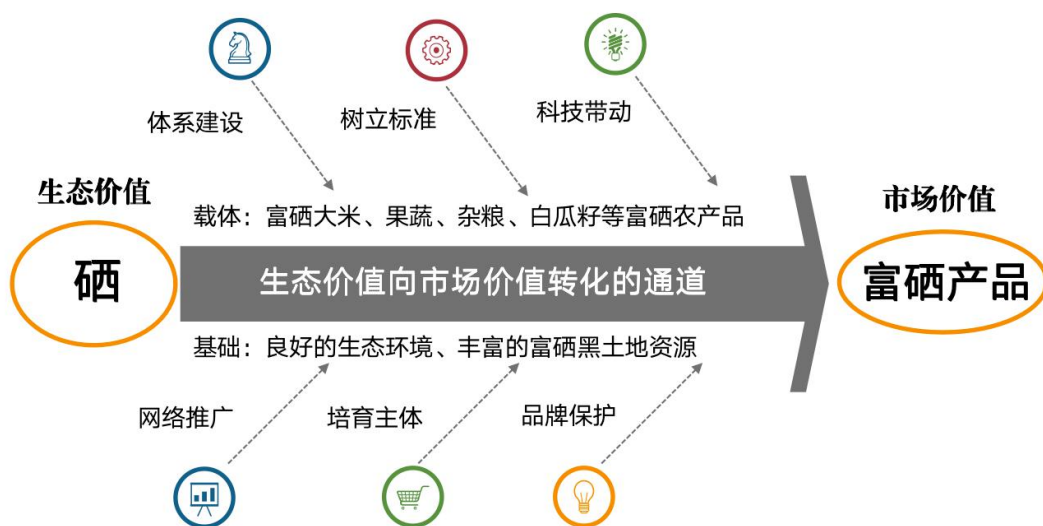 体系建设
树立标准
科技带动
生态价值
市场价值
载体：富硒大米、果蔬、杂粮、白瓜籽等富硒农产品
硒
生态价值向市场价值转化的通道
富硒产品
基础：良好的生态环境、丰富的富硒黑土地资源
网络推广
培育主体
品牌保护